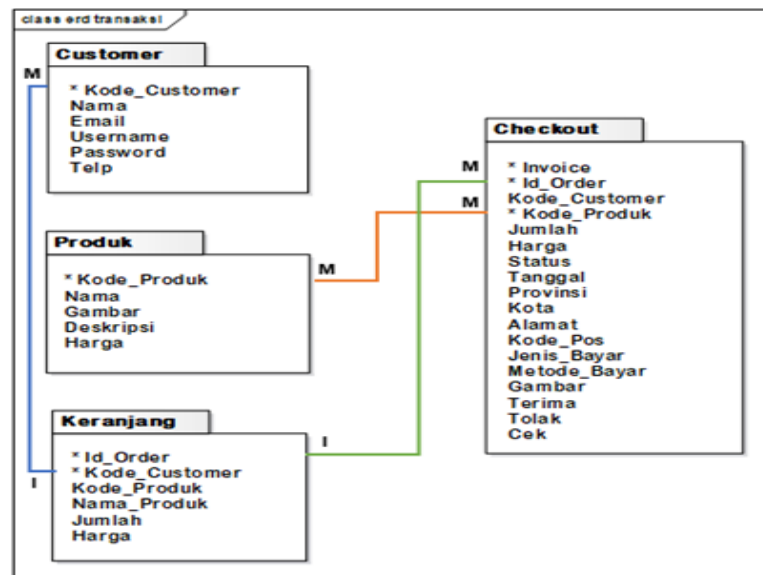 class erd transaksi
Customer
M
* Kode_Customer
Nama
Email
Username
Password
Telp
Produk
* Kode_Produk
Nama
Gambar
Deskripsi
Harga
M
Keranjang
* Id_Order
* Kode_Customer
Kode_Produk
Nama_Produk
Jumlah
Harga
I
I
Checkout
M
M
* Invoice
* Id_Order
Kode_Customer
* Kode_Produk
Jumlah
Harga
Status
Tanggal
Provinsi
Kota
Alamat
Kode_Pos
Jenis_Bayar
Metode_Bayar
Gambar
Terima
Tolak
Cek